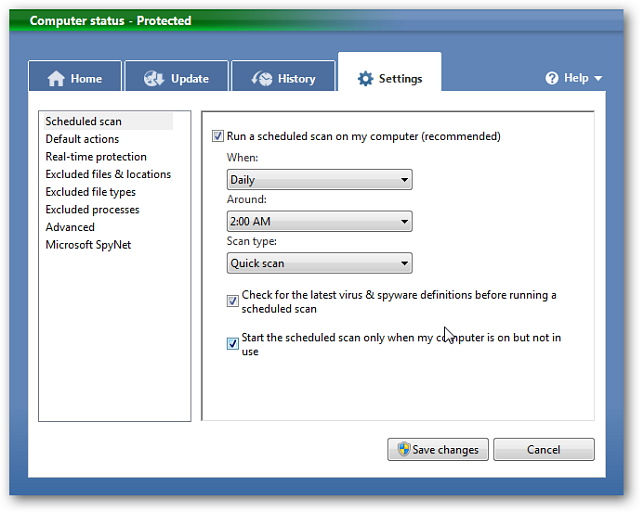 Computer status - Protected
Home
Update
History
Settings
Help
Scheduled scan
Default actions
Real-time protection
Excluded files & locations
Excluded file types
Excluded processes
Advanced
Microsoft SpyNet
Run a scheduled scan on my computer (recommended)
When:
Daily
Around:
2:00 AM
Scan type:
Quick scan
Check for the latest virus & spyware definitions before running a
scheduled scan
Start the scheduled scan only when my computer is on but not in
use
Save changes
Cancel